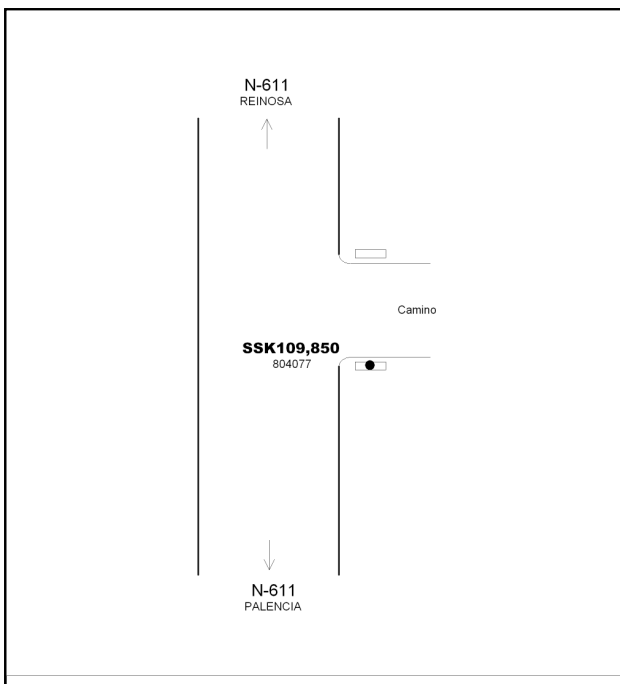 N-611
REINOSA
Camino
SSK109,850
804077
N-611
PALENCIA